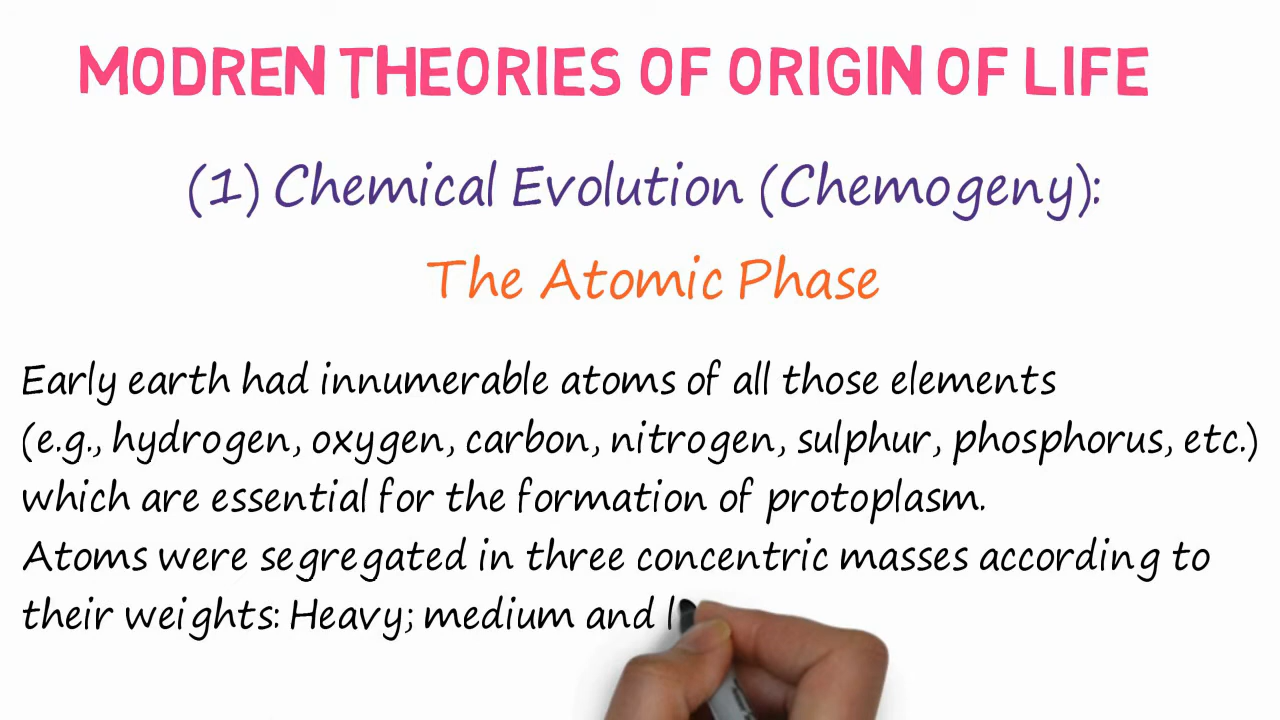 MODREN THEORIES OF ORIGIN OF LIFE
(1) Chemical Evolution (Chemogeny):
The Atomic Phase
Early earth had innumerable atoms of all those elements
(e.g., hydrogen, oxygen, carbon, nitrogen, sulphur, phosphorus, etc.)
which are essential for the formation of protoplasm.
Atoms were segregated in three concentric masses according to
their weights: Heavy; medium and l